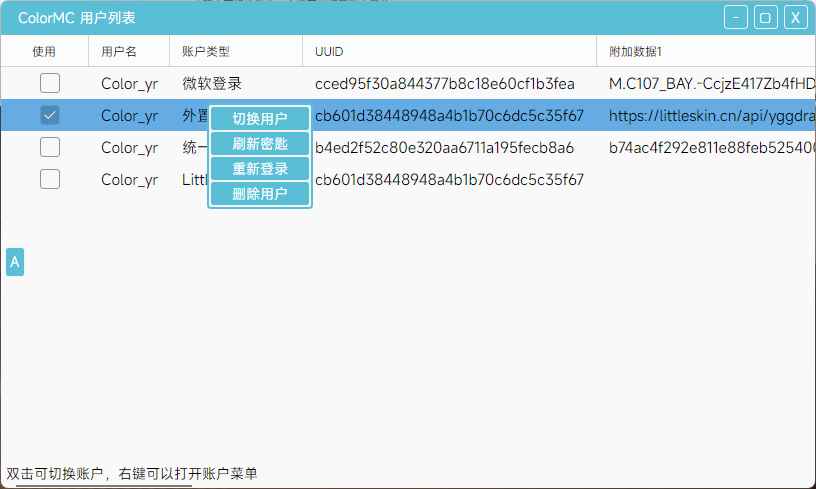 ColorMC 用户列表
使用 用户名 账户类型 UUID 附加数据1
Color_yr 微软登录 cced95f30a844377b8c18e60cf1b3fea M.C107_BAY.-CcjzE417Zb4fHD
Color_yr 外置 cb601d38448948a4b1b70c6dc5c35f67 https://littleskin.cn/api/yggdra
Color_yr 统一 b4ed2f52c80e320aa6711a195fecb8a6 b74ac4f292e811e88feb525400
Color_yr Littl cb601d38448948a4b1b70c6dc5c35f67
切换用户
刷新密匙
重新登录
删除用户
A
双击可切换账户，右键可以打开账户菜单